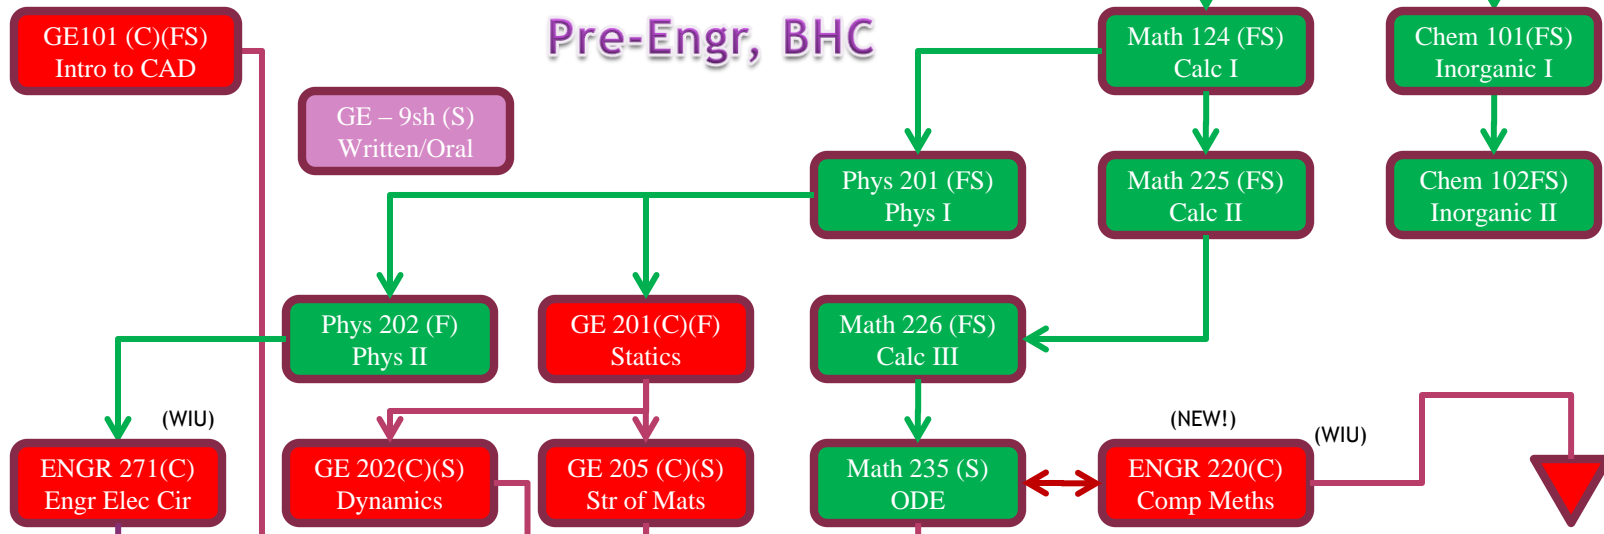 Pre-Engr, BHC
GE101 (C)(FS)
Intro to CAD
Math 124 (FS)
Calc I
Chem 101(FS)
Inorganic I
GE – 9sh (S)
Written/Oral
Phys 201 (FS)
Phys I
Math 225 (FS)
Calc II
Chem 102FS)
Inorganic II
Phys 202 (F)
Phys II
GE 201(C)(F)
Statics
Math 226 (FS)
Calc III
(WIU)
(NEW!)
(WIU)
ENGR 271(C)
Engr Elec Cir
GE 202(C)(S)
Dynamics
GE 205 (C)(S)
Str of Mats
Math 235 (S)
ODE
ENGR 220(C)
Comp Meths